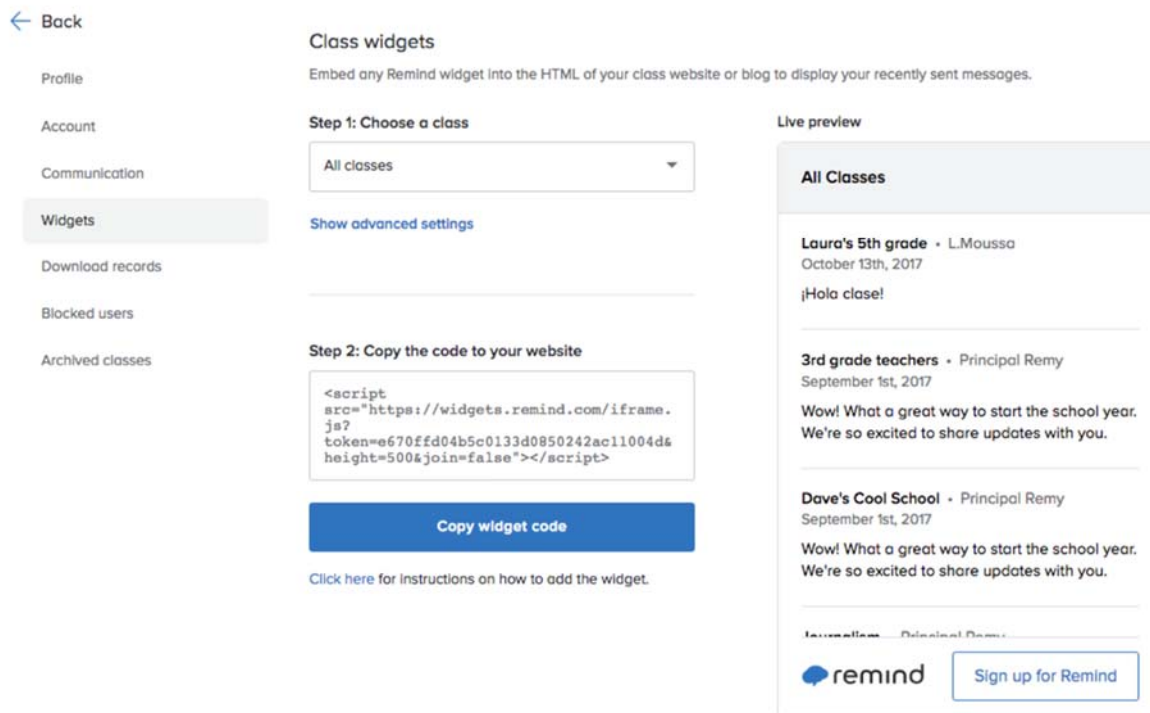 Back
Profile
Account
Communication
Widgets
Download records
Blocked users
Archived classes
Class widgets
Embed any Remind widget into the HTML of your class website or blog to display your recently sent messages.
Step 1: Choose a class
All classes
Show advanced settings
Step 2: Copy the code to your website
<script
src="https://widgets.remind.com/iframe.
js?
token=e670ffd04b5c0133d0850242ac11004d&
height=500&join=false"></script>
Copy widget code
Click here for instructions on how to add the widget.
Live preview
All Classes
Laura's 5th grade • L.Moussa
October 13th, 2017
¡Hola clase!
3rd grade teachers • Principal Remy
September 1st, 2017
Wow! What a great way to start the school year.
We're so excited to share updates with you.
Dave's Cool School • Principal Remy
September 1st, 2017
Wow! What a great way to start the school year.
We're so excited to share updates with you.
Journalism Principal Remy
remind
Sign up for Remind